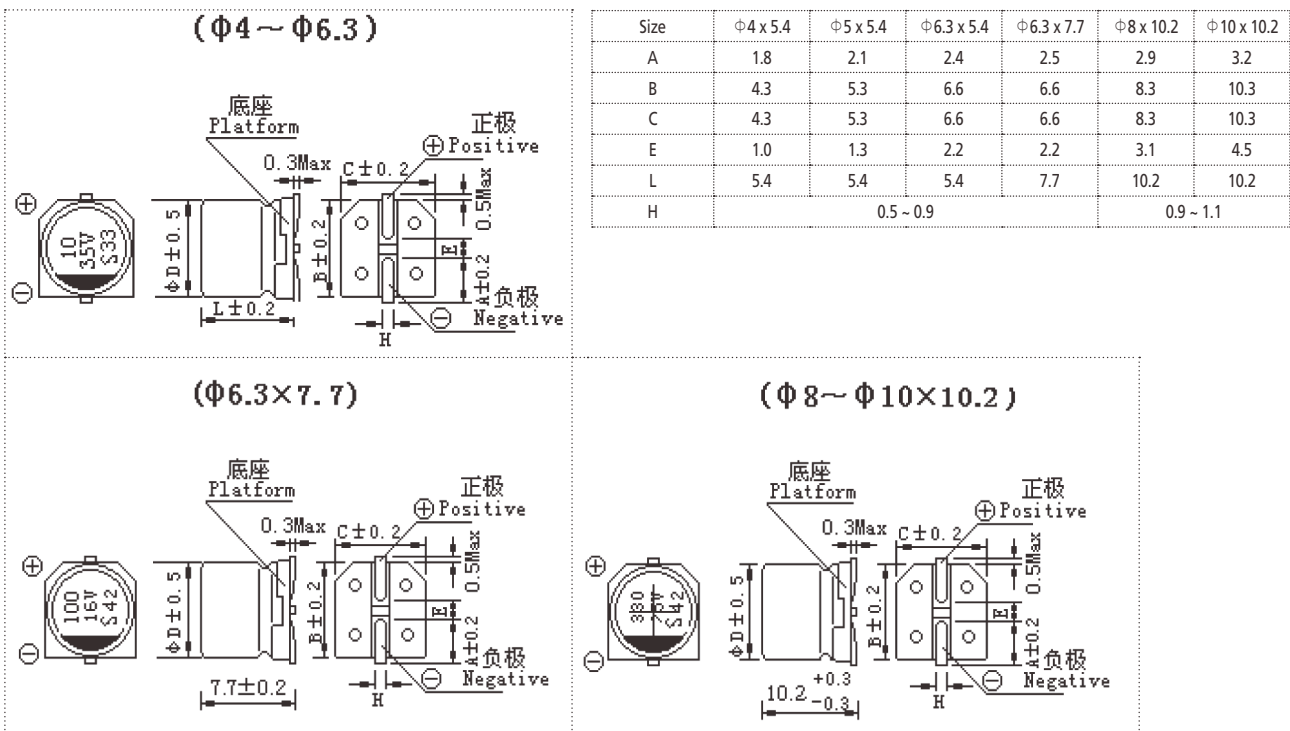 (Φ4～Φ6.3)
底座
Platform
正极
⊕Positive
0.3Max
C±0.2
0.5Max
⊕
10
35V
S33
ΦD±0.5
B±0.2
E
A±0.2
⊖
L±0.2
H
负极
⊖ Negative
Size Φ4 x 5.4 Φ5 x 5.4 Φ6.3 x 5.4 Φ6.3 x 7.7 Φ8 x 10.2 Φ10 x 10.2
A 1.8 2.1 2.4 2.5 2.9 3.2
B 4.3 5.3 6.6 6.6 8.3 10.3
C 4.3 5.3 6.6 6.6 8.3 10.3
E 1.0 1.3 2.2 2.2 3.1 4.5
L 5.4 5.4 5.4 7.7 10.2 10.2
H 0.5 ~ 0.9 0.9 ~ 1.1
(Φ6.3×7.7)
底座
Platform
正极
⊕Positive
0.3Max
C±0.2
0.5Max
⊕
100
16V
S42
ΦD±0.5
B±0.2
E
A±0.2
⊖
7.7±0.2
H
负极
⊖ Negative
(Φ8～Φ10×10.2)
底座
Platform
正极
⊕Positive
0.3Max
C±0.2
0.5Max
⊕
330
S42
ΦD±0.5
B±0.2
E
A±0.2
⊖
10.2 +0.3 -0.3
H
负极
⊖ Negative